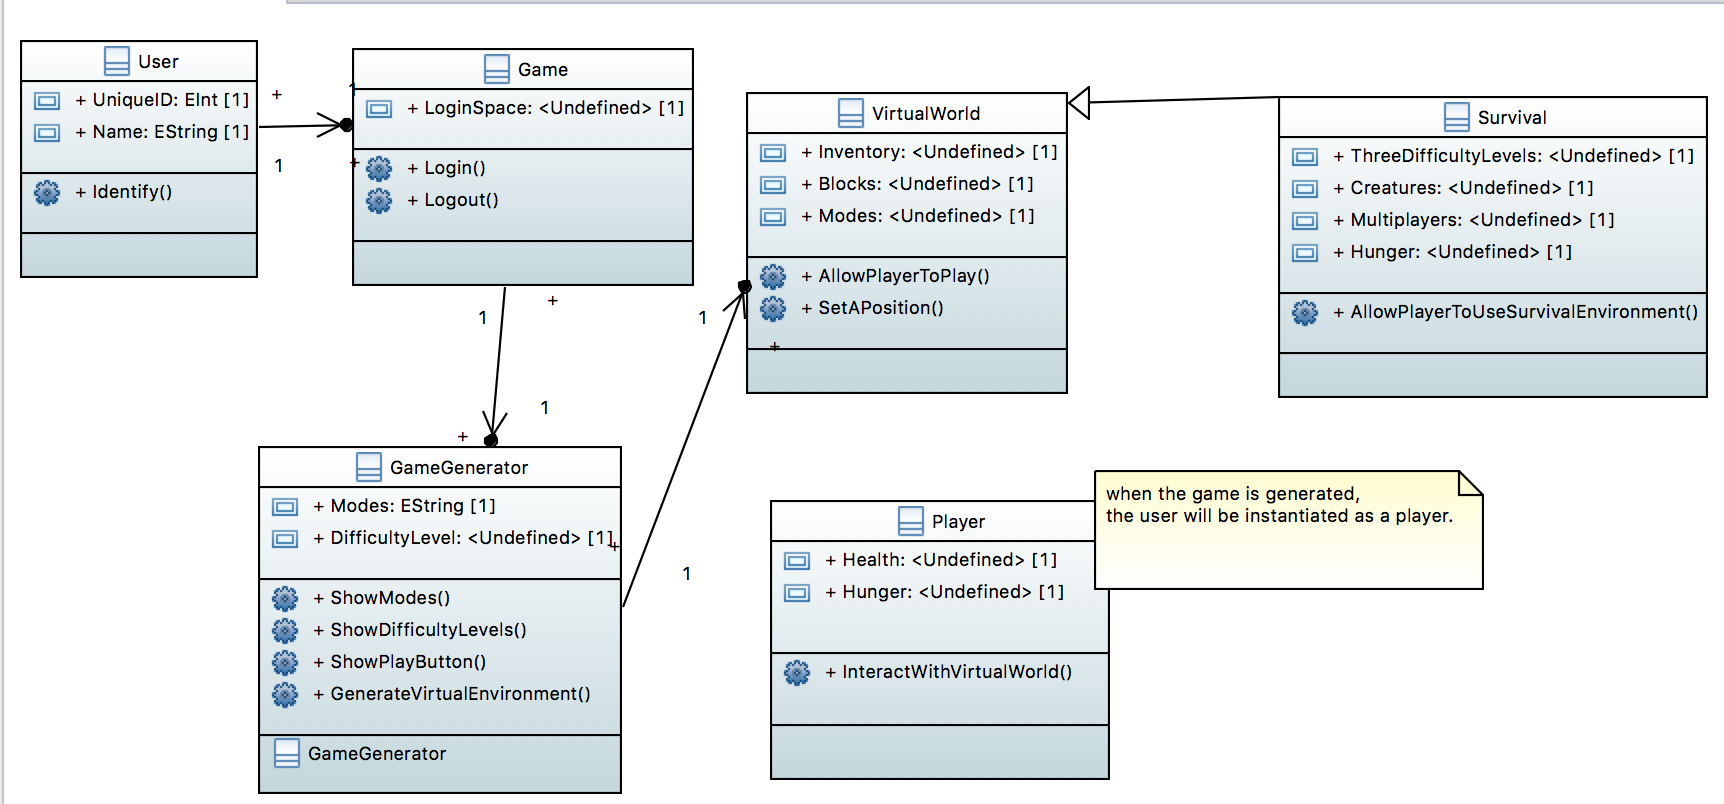 User
+ UniqueID: EInt [1]
+ Name: EString [1]
+ Identify()
+
1
1
+
Game
+ LoginSpace: <Undefined> [1]
+ Login()
+ Logout()
1
+
1
+
GameGenerator
+ Modes: EString [1]
+ DifficultyLevel: <Undefined> [1]
+ ShowModes()
+ ShowDifficultyLevels()
+ ShowPlayButton()
+ GenerateVirtualEnvironment()
GameGenerator
+
1
1
+
VirtualWorld
+ Inventory: <Undefined> [1]
+ Blocks: <Undefined> [1]
+ Modes: <Undefined> [1]
+ AllowPlayerToPlay()
+ SetAPosition()
Survival
+ ThreeDifficultyLevels: <Undefined> [1]
+ Creatures: <Undefined> [1]
+ Multiplayers: <Undefined> [1]
+ Hunger: <Undefined> [1]
+ AllowPlayerToUseSurvivalEnvironment()
Player
+ Health: <Undefined> [1]
+ Hunger: <Undefined> [1]
+ InteractWithVirtualWorld()
when the game is generated,
the user will be instantiated as a player.